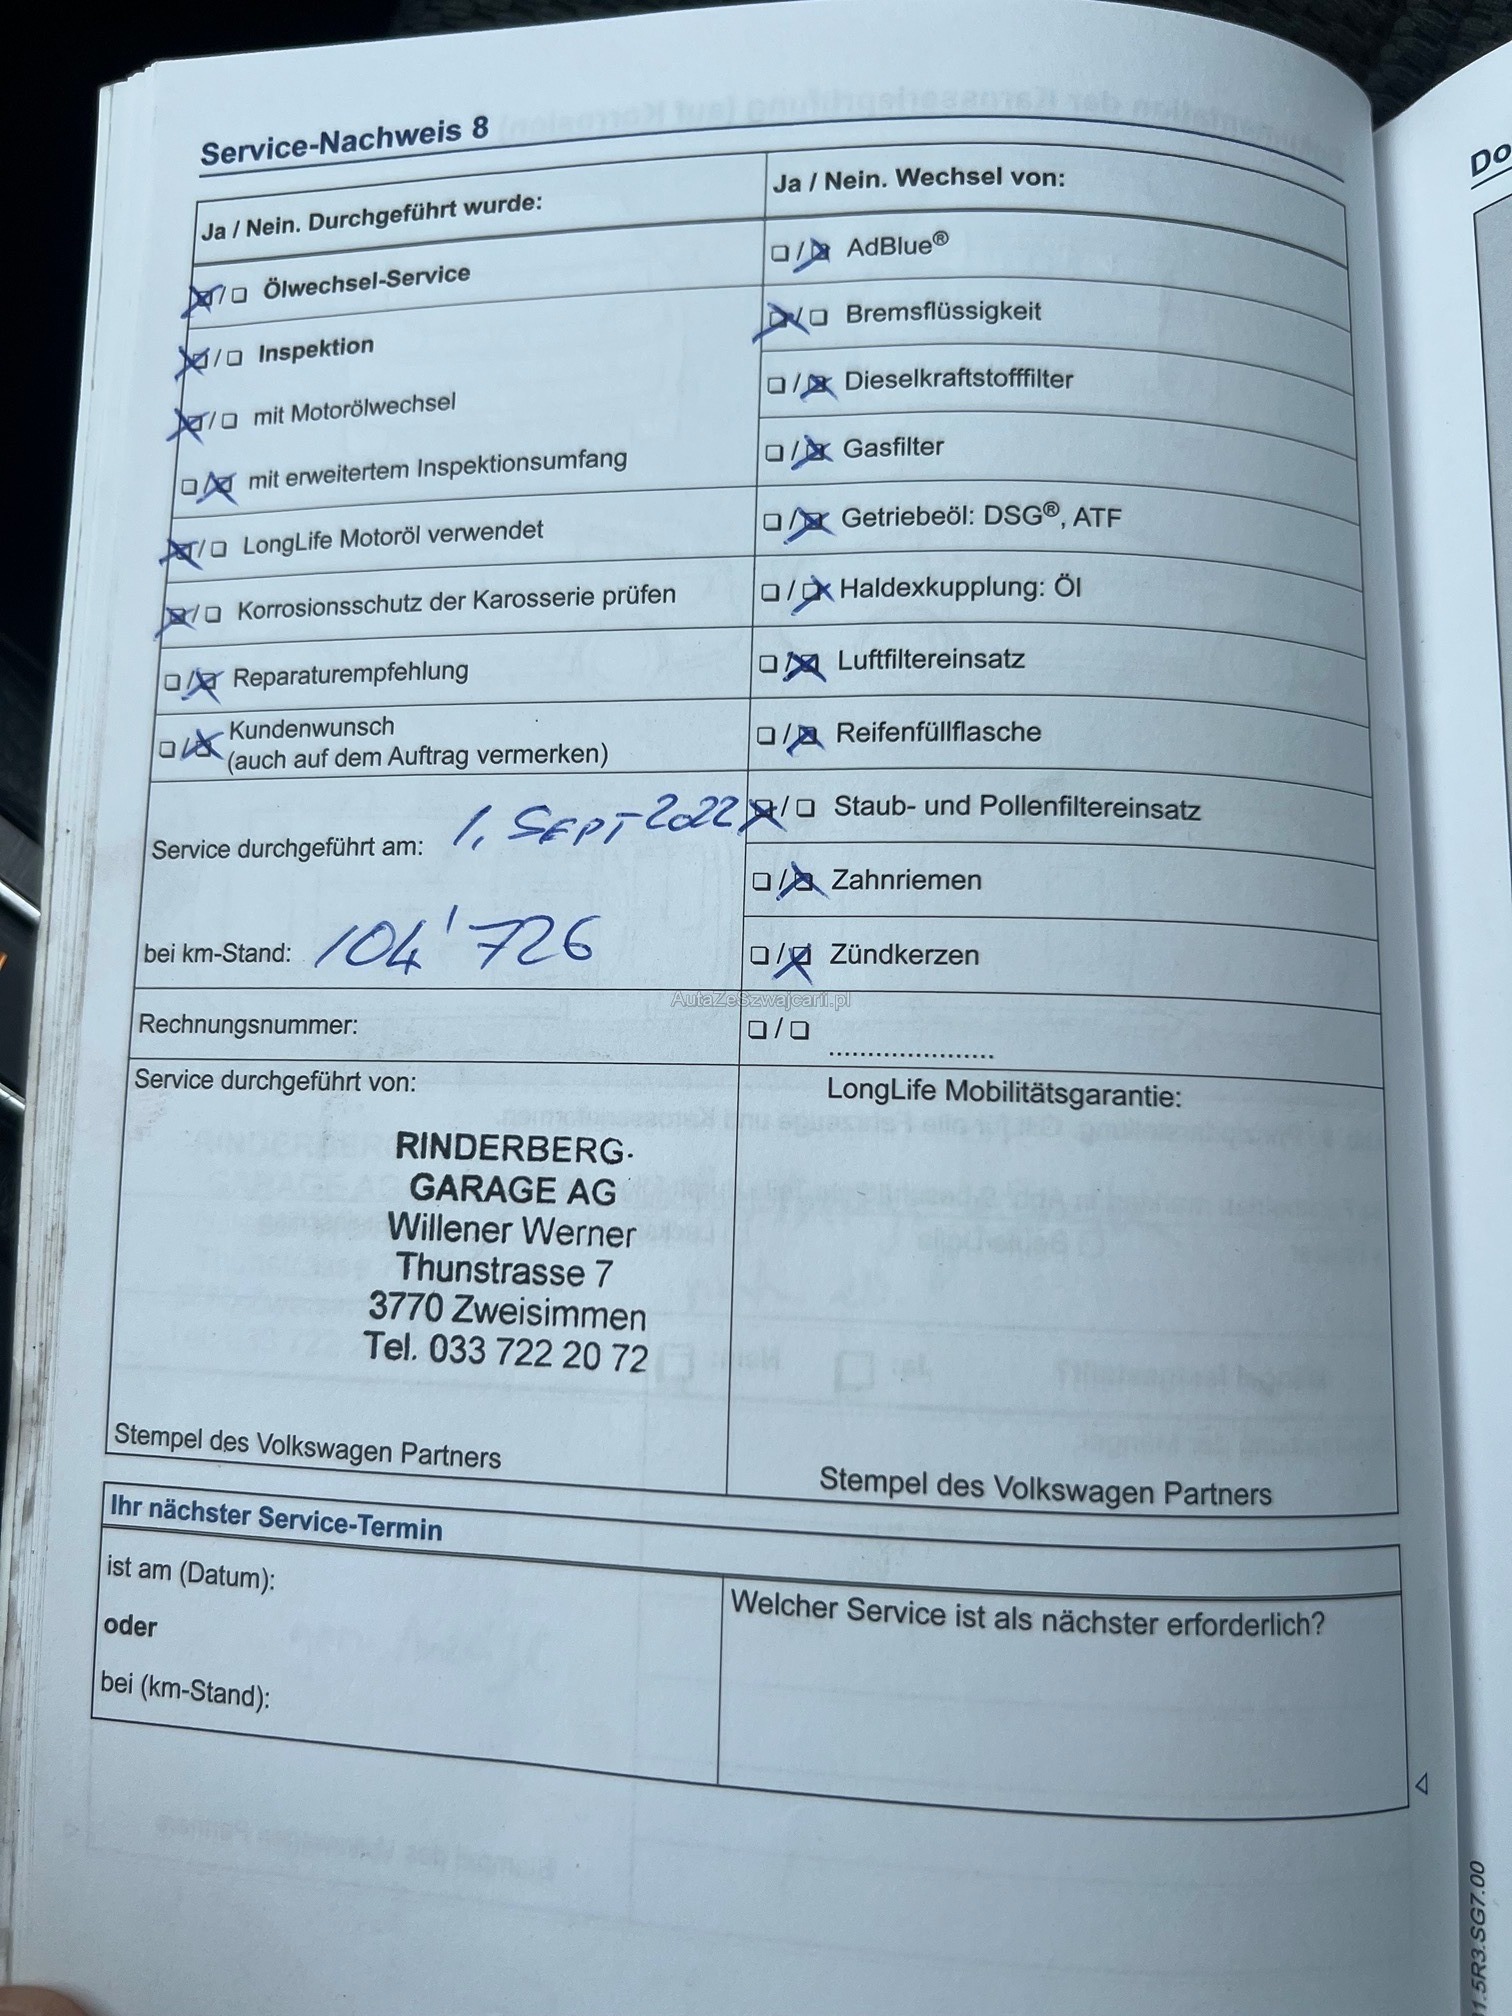 Service-Nachweis 8
Ja / Nein. Durchgeführt wurde:
☒/☐ Ölwechsel-Service
☒/☐ Inspektion
☒/☐ mit Motorölwechsel
☐/☒ mit erweitertem Inspektionsumfang
☒/☐ LongLife Motoröl verwendet
☒/☐ Korrosionsschutz der Karosserie prüfen
☐/☒ Reparaturempfehlung
☐/☒ Kundenwunsch
(auch auf dem Auftrag vermerken)
Service durchgeführt am: 1. SEPT 2022
bei km-Stand: 104'726
Rechnungsnummer:
Ja / Nein. Wechsel von:
☐/☒ AdBlue®
☒/☐ Bremsflüssigkeit
☐/☒ Dieselkraftstofffilter
☐/☒ Gasfilter
☐/☒ Getriebeöl: DSG®, ATF
☐/☒ Haldexkupplung: Öl
☐/☒ Luftfiltereinsatz
☐/☒ Reifenfüllflasche
☒/☐ Staub- und Pollenfiltereinsatz
☐/☒ Zahnriemen
☐/☒ Zündkerzen
☐/☐ .....................
AutaZeSzwajcarii.pl
Service durchgeführt von:
RINDERBERG-
GARAGE AG
Willener Werner
Thunstrasse 7
3770 Zweisimmen
Tel. 033 722 20 72
Stempel des Volkswagen Partners
LongLife Mobilitätsgarantie:
Stempel des Volkswagen Partners
Ihr nächster Service-Termin
ist am (Datum):
oder
bei (km-Stand):
Welcher Service ist als nächster erforderlich?
Do
1.5R3.SG7.00